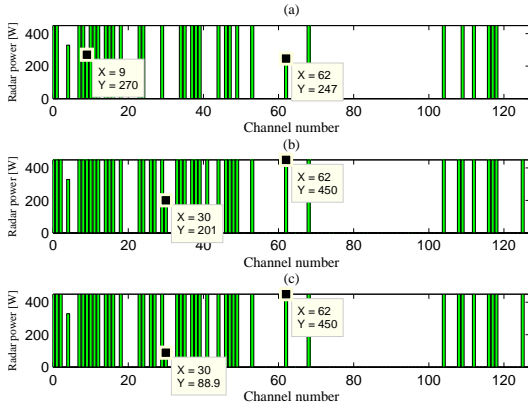 (a)
Radar power [W]
400
200
0
X = 9
Y = 270
X = 62
Y = 247
0 20 40 60 80 100 120
Channel number
(b)
Radar power [W]
400
200
0
X = 62
Y = 450
X = 30
Y = 201
0 20 40 60 80 100 120
Channel number
(c)
Radar power [W]
400
200
0
X = 62
Y = 450
X = 30
Y = 88.9
0 20 40 60 80 100 120
Channel number